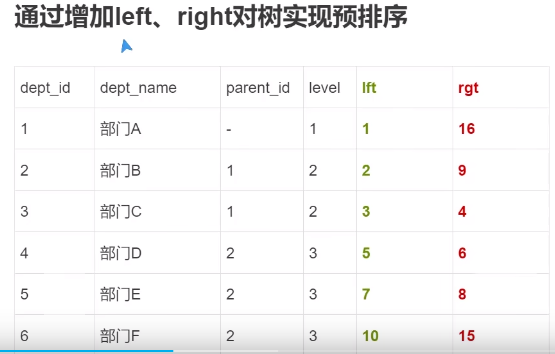 通过增加left、right对树实现预排序
dept_id dept_name parent_id level lft rgt
1 部门A - 1 1 16
2 部门B 1 2 2 9
3 部门C 1 2 3 4
4 部门D 2 3 5 6
5 部门E 2 3 7 8
6 部门F 2 3 10 15